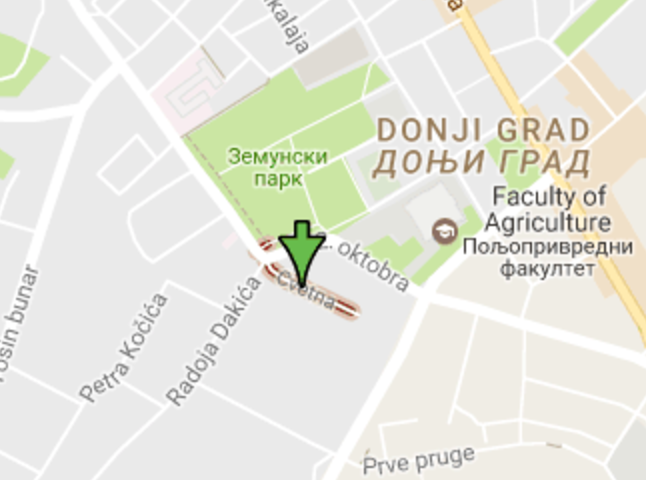 kalaja
a
DONJI GRAD
ДОЊИ ГРАД
Земунски
парк
Faculty of
Agriculture
Пољопривредни
факултет
2. oktobra
Cvetna
osin bunar
Petra Kočića
Radoja Dakića
Prve pruge